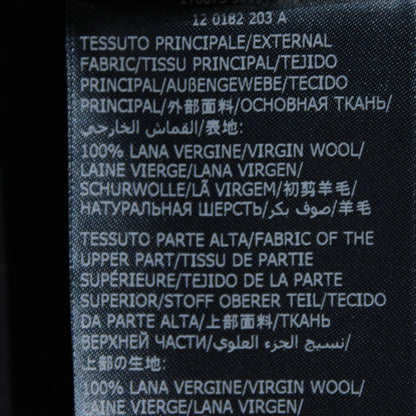 12 0182 203 A
TESSUTO PRINCIPALE/EXTERNAL
FABRIC/TISSU PRINCIPAL/TEJIDO
PRINCIPAL/AUßENGEWEBE/TECIDO
PRINCIPAL/外部面料/ОСНОВНАЯ ТКАНЬ/
القماش الخارجي/表地:
100% LANA VERGINE/VIRGIN WOOL/
LAINE VIERGE/LANA VIRGEN/
SCHURWOLLE/LÃ VIRGEM/初剪羊毛/
НАТУРАЛЬНАЯ ШЕРСТЬ/صوف بكر/羊毛
TESSUTO PARTE ALTA/FABRIC OF THE
UPPER PART/TISSU DE PARTIE
SUPÉRIEURE/TEJIDO DE LA PARTE
SUPERIOR/STOFF OBERER TEIL/TECIDO
DA PARTE ALTA/上部面料/ТКАНЬ
ВЕРХНЕЙ ЧАСТИ/نسيج الجزء العلوي/
上部の生地:
100% LANA VERGINE/VIRGIN WOOL/
LAINE VIERGE/LANA VIRGEN/